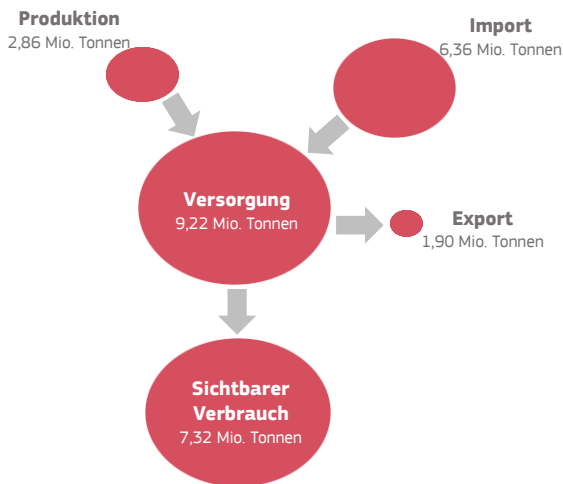 Produktion
2,86 Mio. Tonnen
Import
6,36 Mio. Tonnen
Versorgung
9,22 Mio. Tonnen
Export
1,90 Mio. Tonnen
Sichtbarer
Verbrauch
7,32 Mio. Tonnen